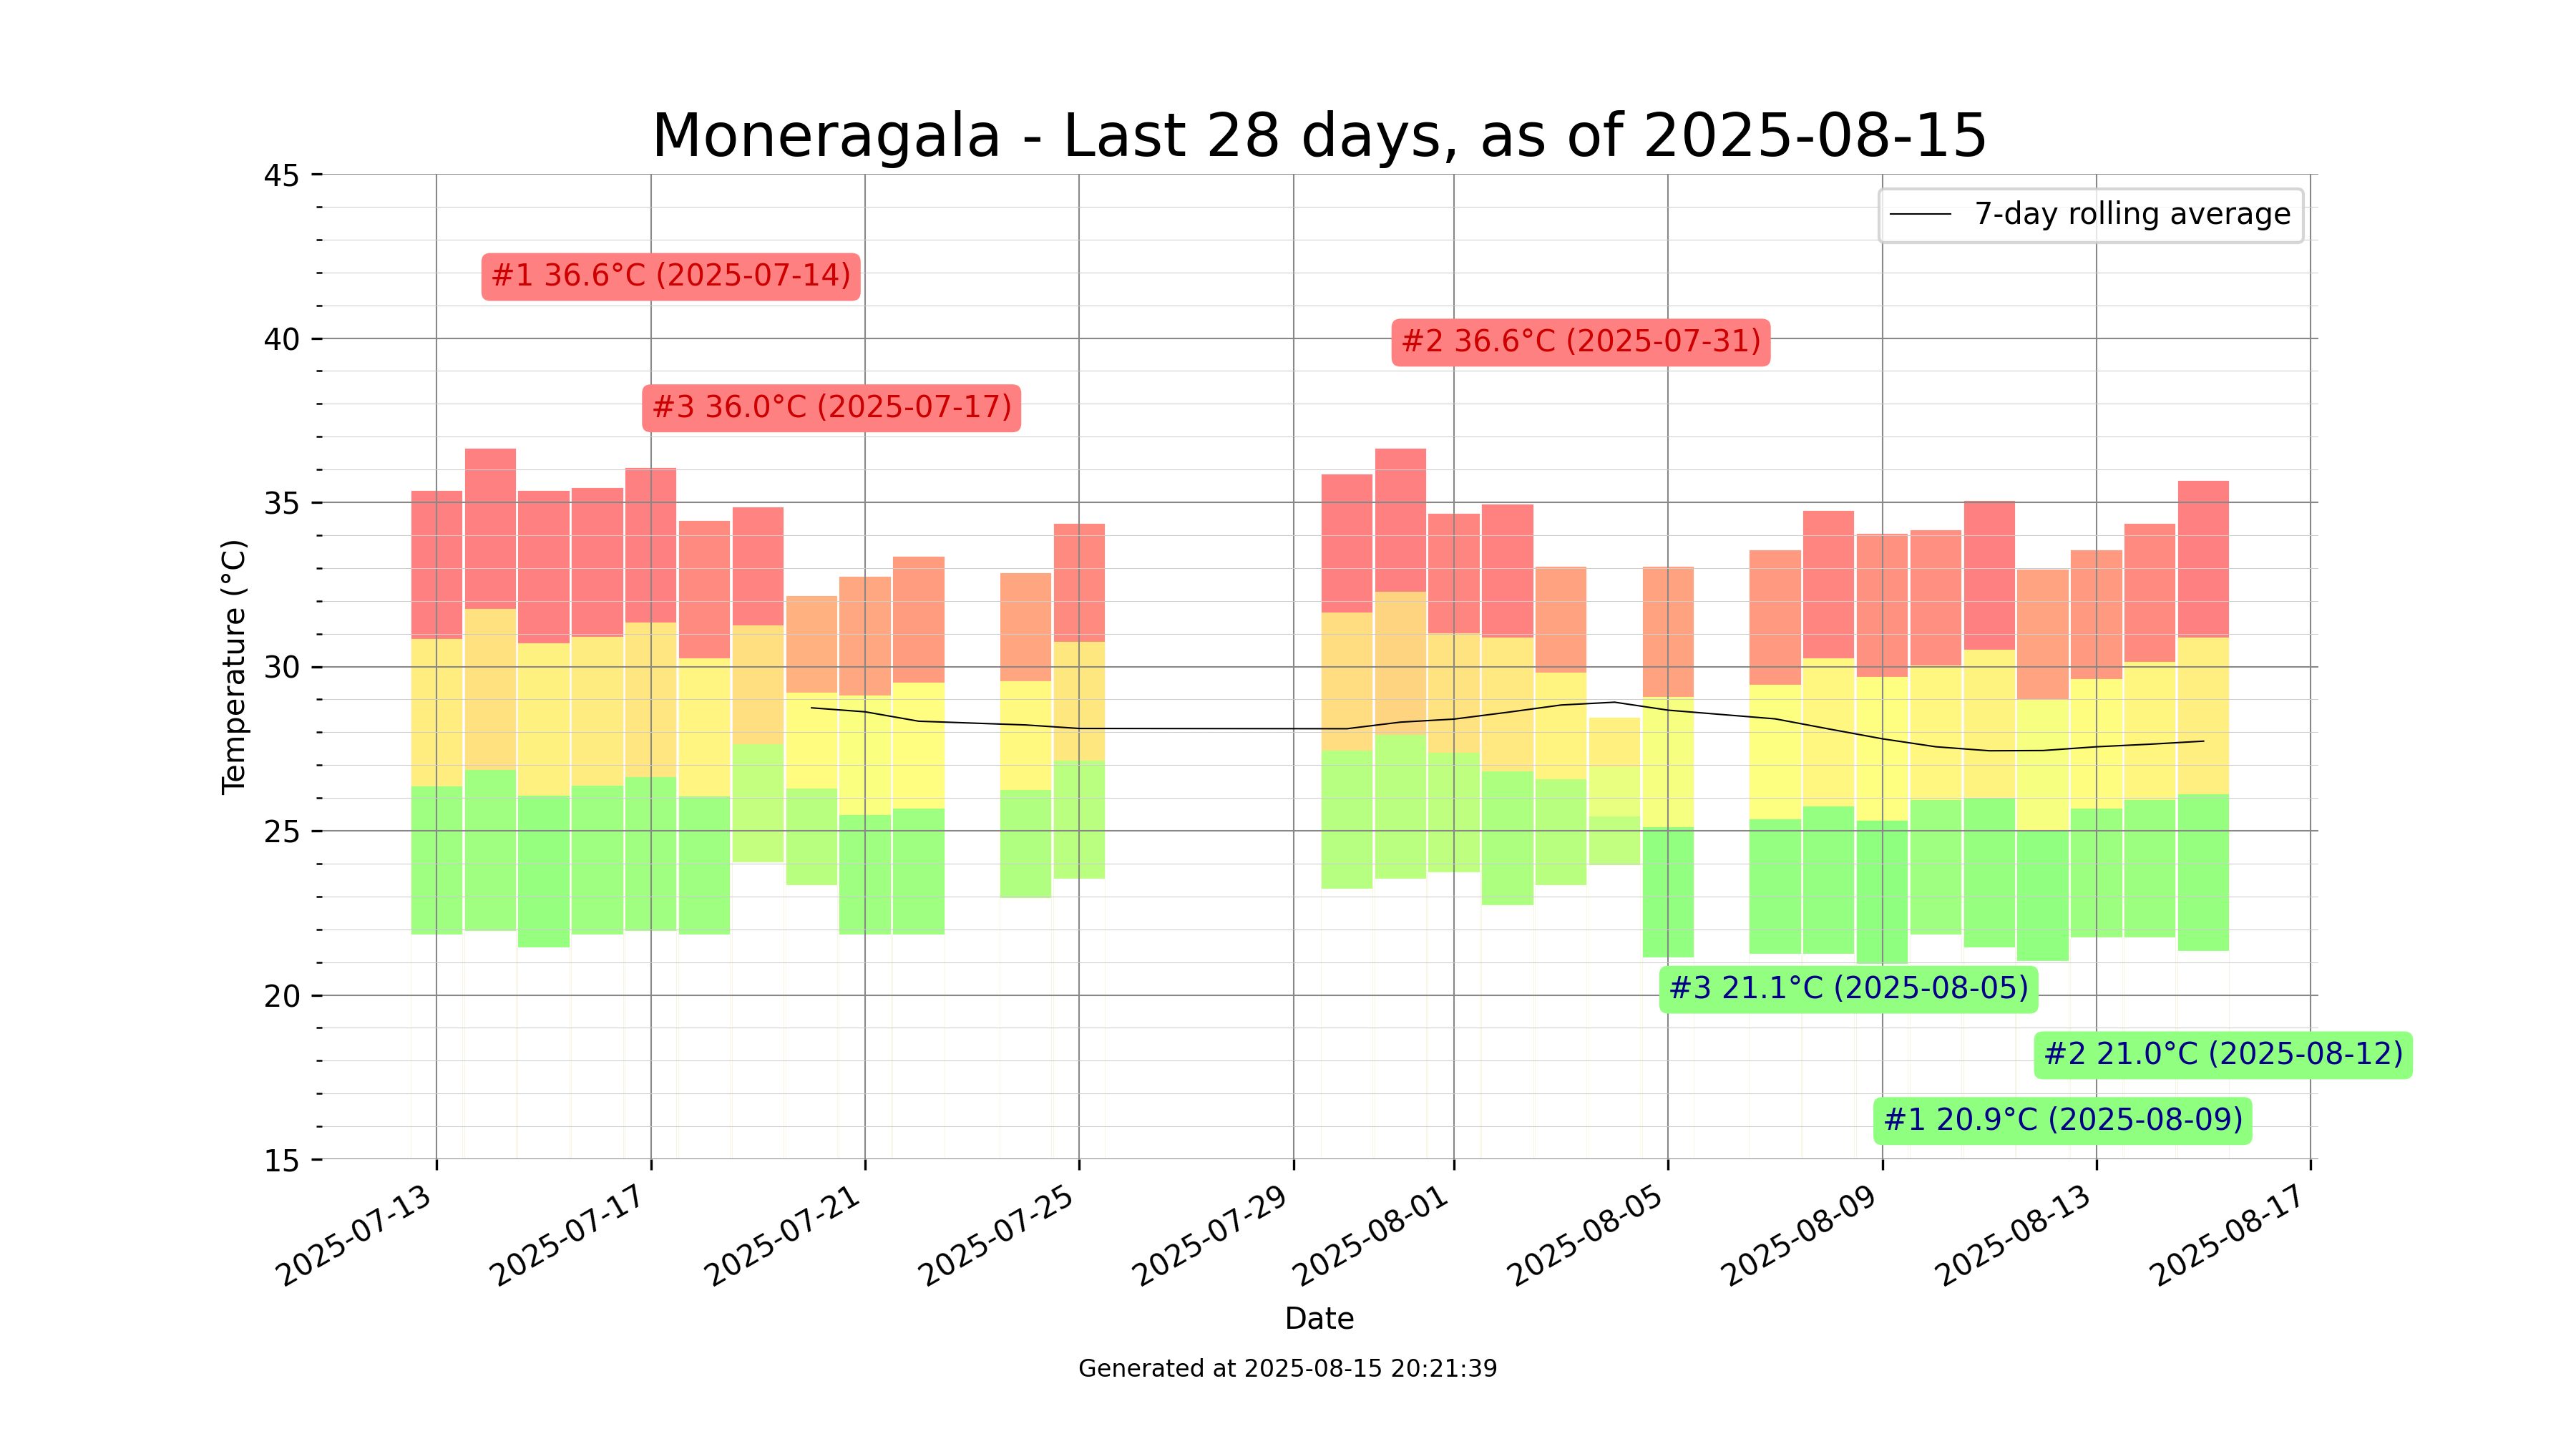 Moneragala - Last 28 days, as of 2025-08-15
7-day rolling average
#1 36.6°C (2025-07-14)
#2 36.6°C (2025-07-31)
#3 36.0°C (2025-07-17)
#3 21.1°C (2025-08-05)
#2 21.0°C (2025-08-12)
#1 20.9°C (2025-08-09)
Temperature (°C)
45
40
35
30
25
20
15
2025-07-13
2025-07-17
2025-07-21
2025-07-25
2025-07-29
2025-08-01
2025-08-05
2025-08-09
2025-08-13
2025-08-17
Date
Generated at 2025-08-15 20:21:39